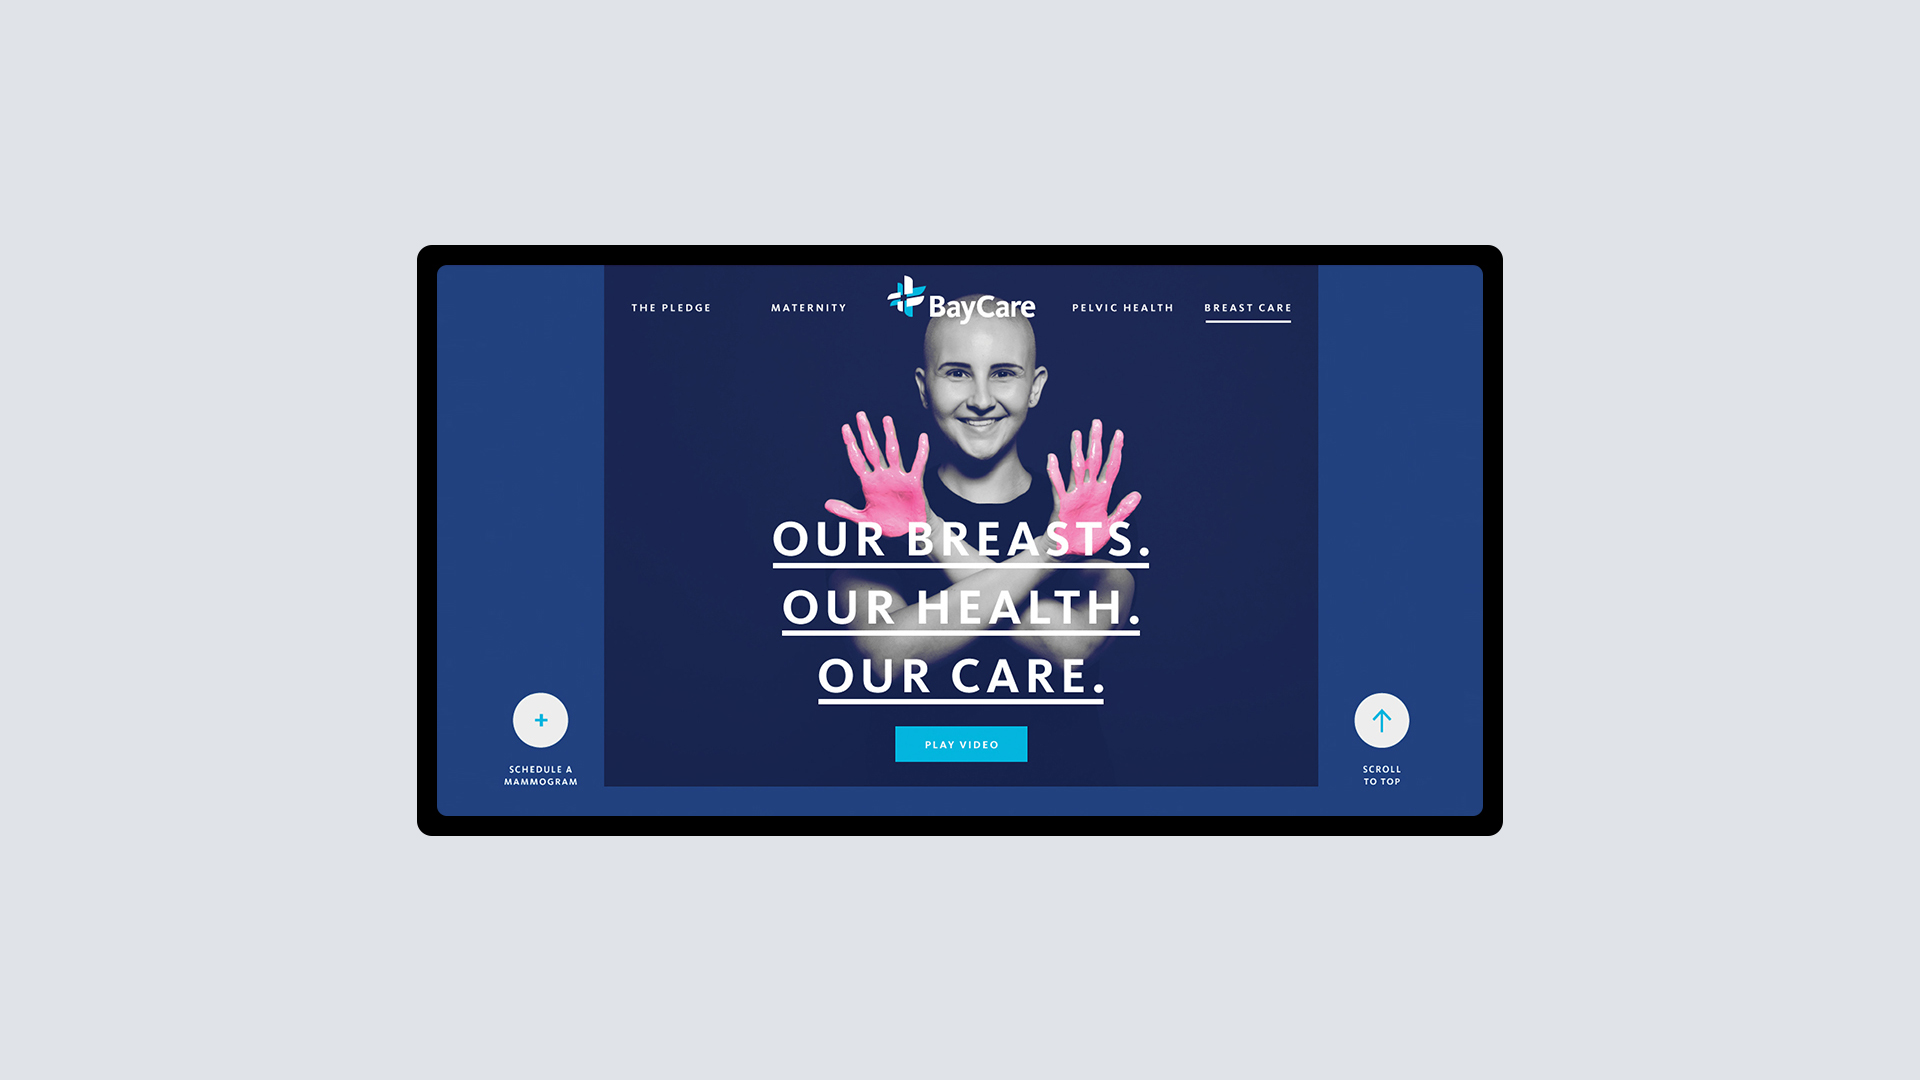 THE PLEDGE
MATERNITY
BayCare
PELVIC HEALTH
BREAST CARE
OUR BREASTS.
OUR HEALTH.
OUR CARE.
PLAY VIDEO
SCHEDULE A
MAMMOGRAM
SCROLL
TO TOP